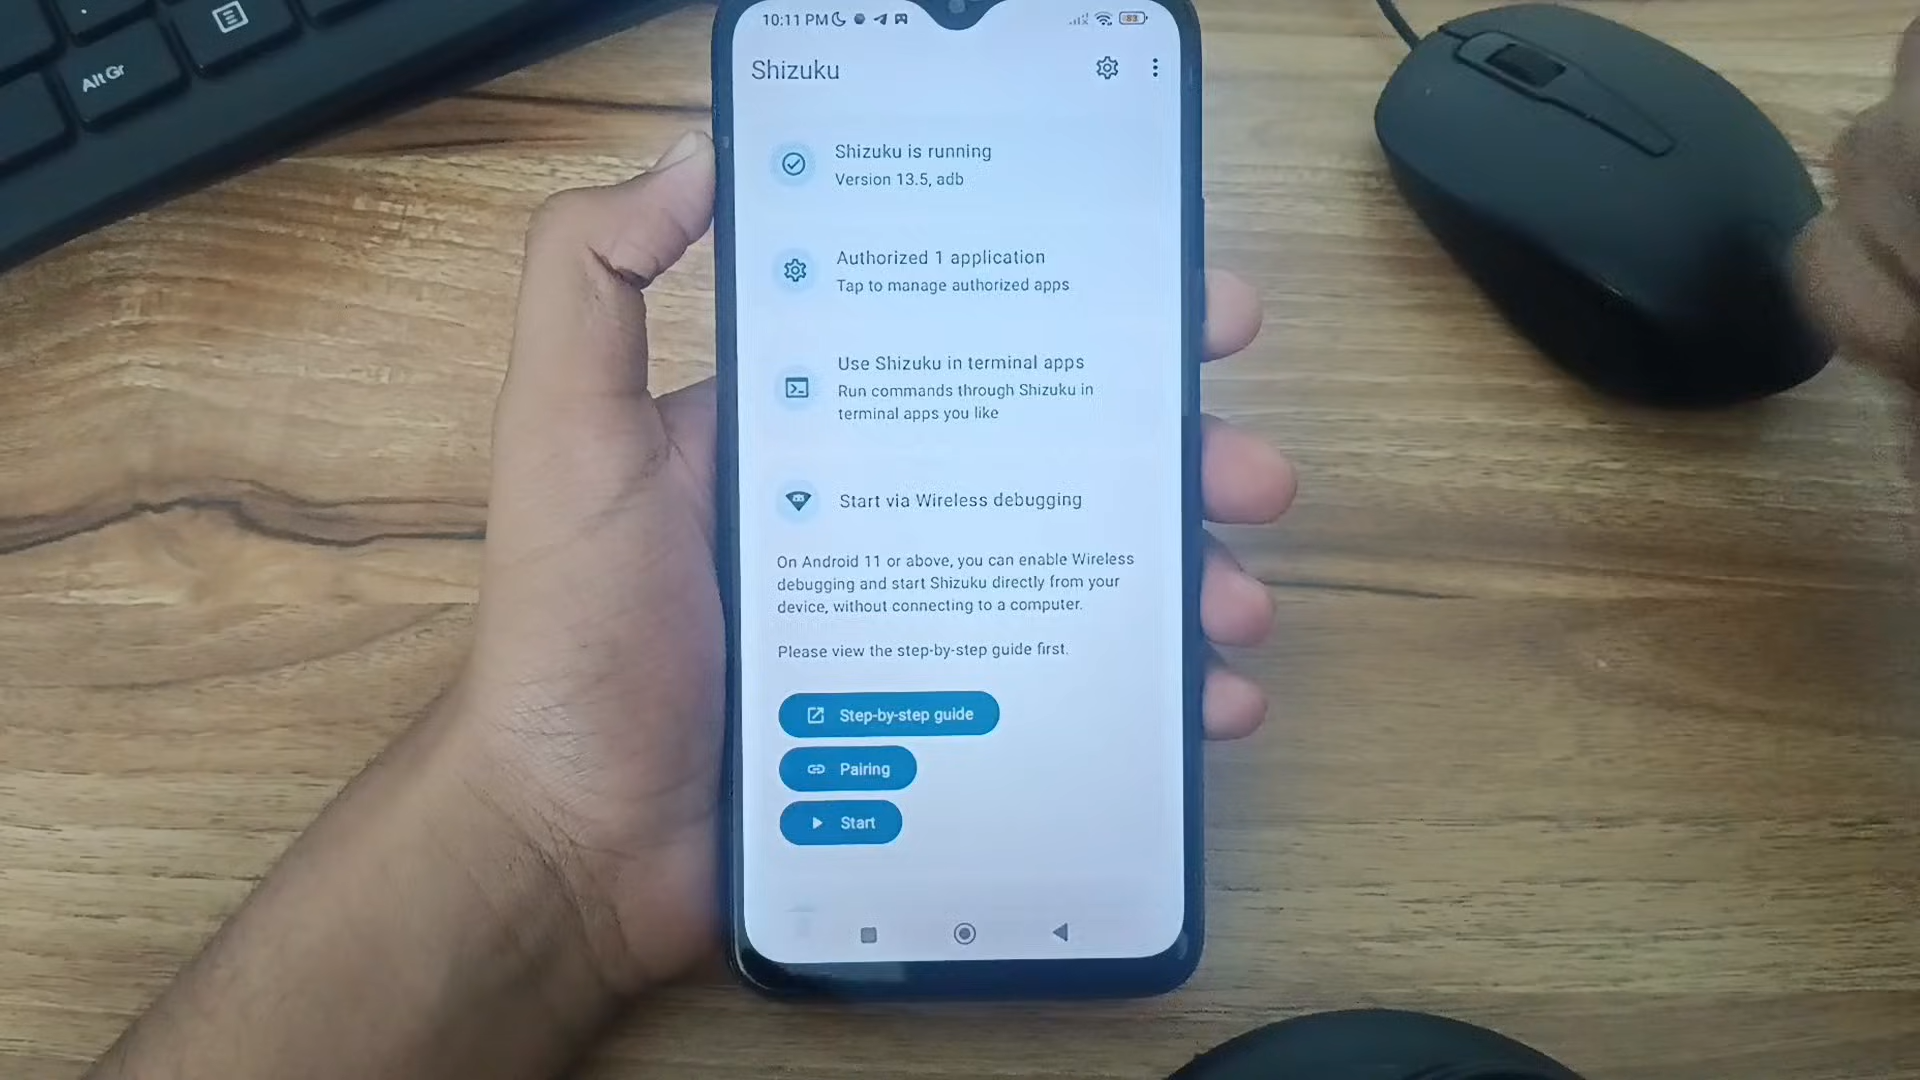 Alt Gr
10:11 PM
83
Shizuku
Shizuku is running
Version 13.5, adb
Authorized 1 application
Tap to manage authorized apps
Use Shizuku in terminal apps
Run commands through Shizuku in
terminal apps you like
Start via Wireless debugging
On Android 11 or above, you can enable Wireless
debugging and start Shizuku directly from your
device, without connecting to a computer.
Please view the step-by-step guide first.
Step-by-step guide
Pairing
Start